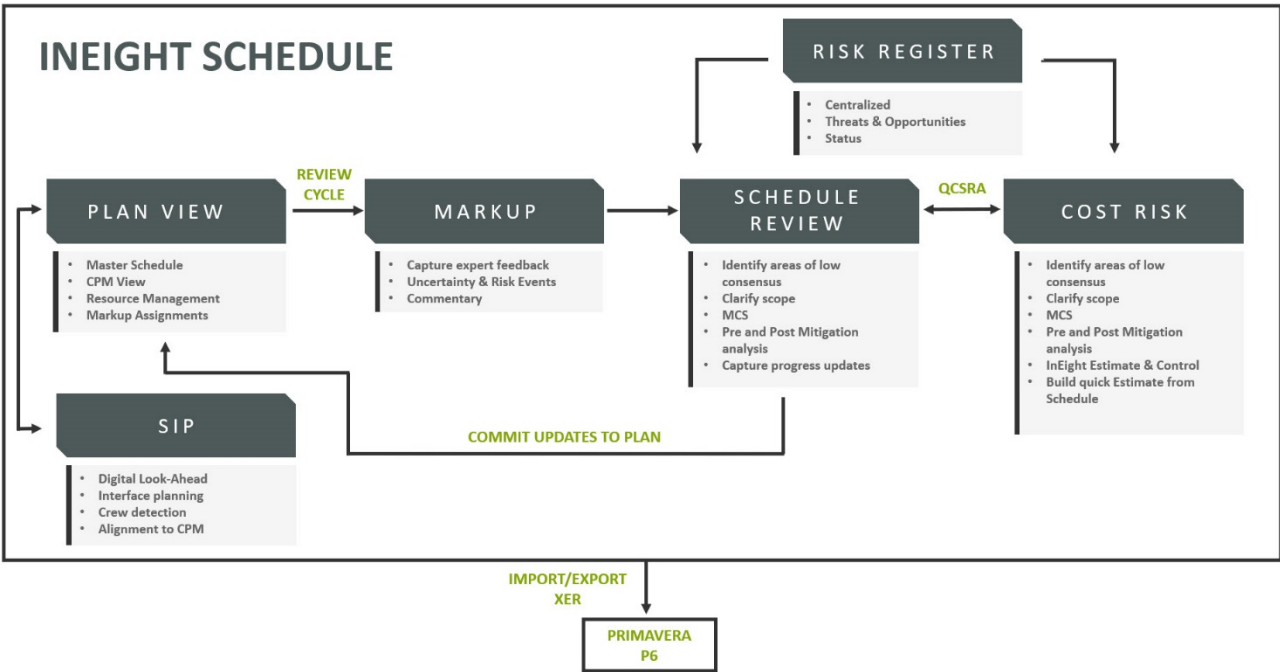 INEIGHT SCHEDULE
RISK REGISTER
• Centralized
• Threats & Opportunities
• Status
PLAN VIEW
• Master Schedule
• CPM View
• Resource Management
• Markup Assignments
REVIEW
CYCLE
MARKUP
• Capture expert feedback
• Uncertainty & Risk Events
• Commentary
SCHEDULE
REVIEW
• Identify areas of low
consensus
• Clarify scope
• MCS
• Pre and Post Mitigation
analysis
• Capture progress updates
QCSRA
COST RISK
• Identify areas of low
consensus
• Clarify scope
• MCS
• Pre and Post Mitigation
analysis
• InEight Estimate & Control
• Build quick Estimate from
Schedule
SIP
• Digital Look-Ahead
• Interface planning
• Crew detection
• Alignment to CPM
COMMIT UPDATES TO PLAN
IMPORT/EXPORT
XER
PRIMAVERA
P6